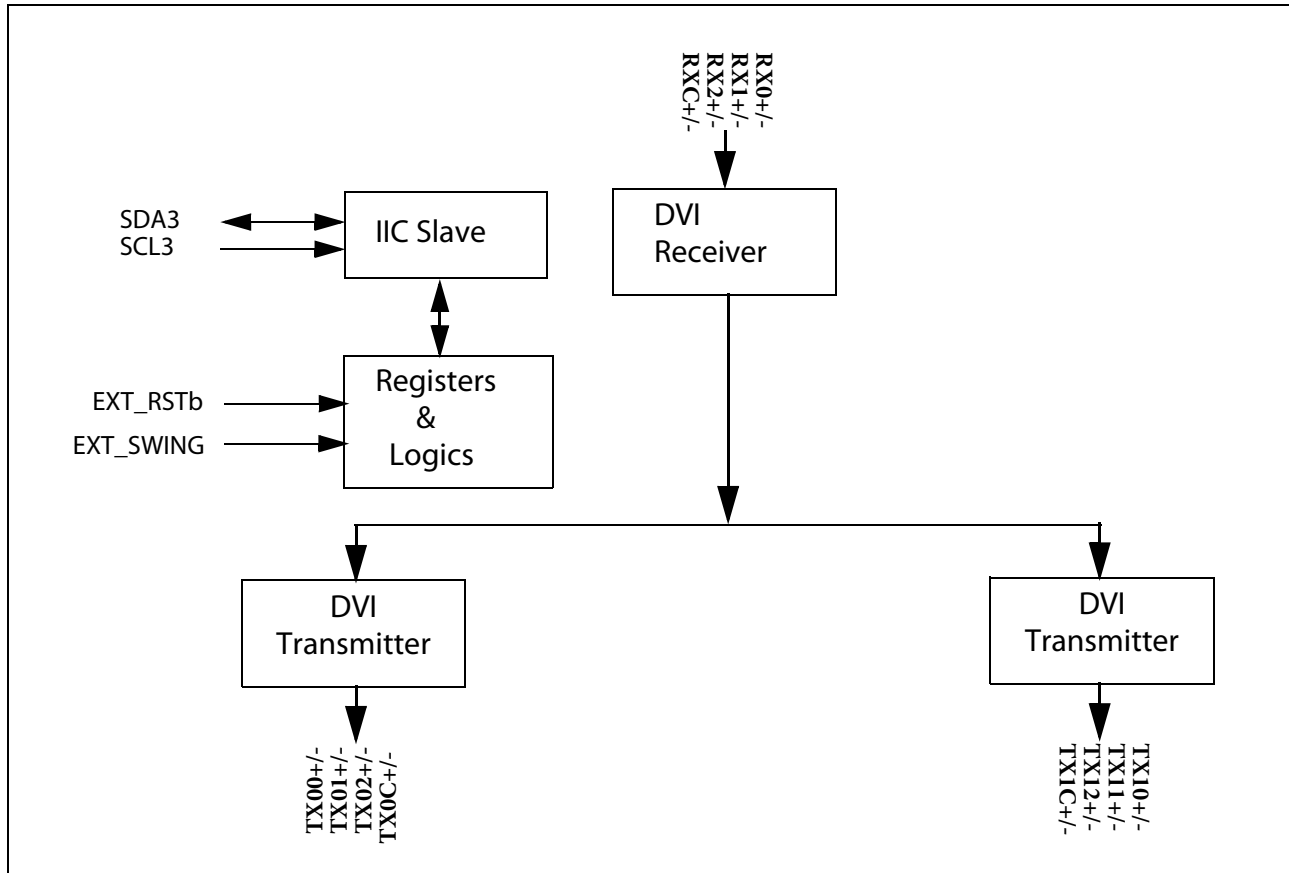 RXC+/-
RX2+/-
RX1+/-
RX0+/-
DVI
Receiver
SDA3
SCL3
IIC Slave
EXT_RSTb
EXT_SWING
Registers
&
Logics
DVI
Transmitter
DVI
Transmitter
TX00+/-
TX01+/-
TX02+/-
TX0C+/-
TX1C+/-
TX12+/-
TX11+/-
TX10+/-